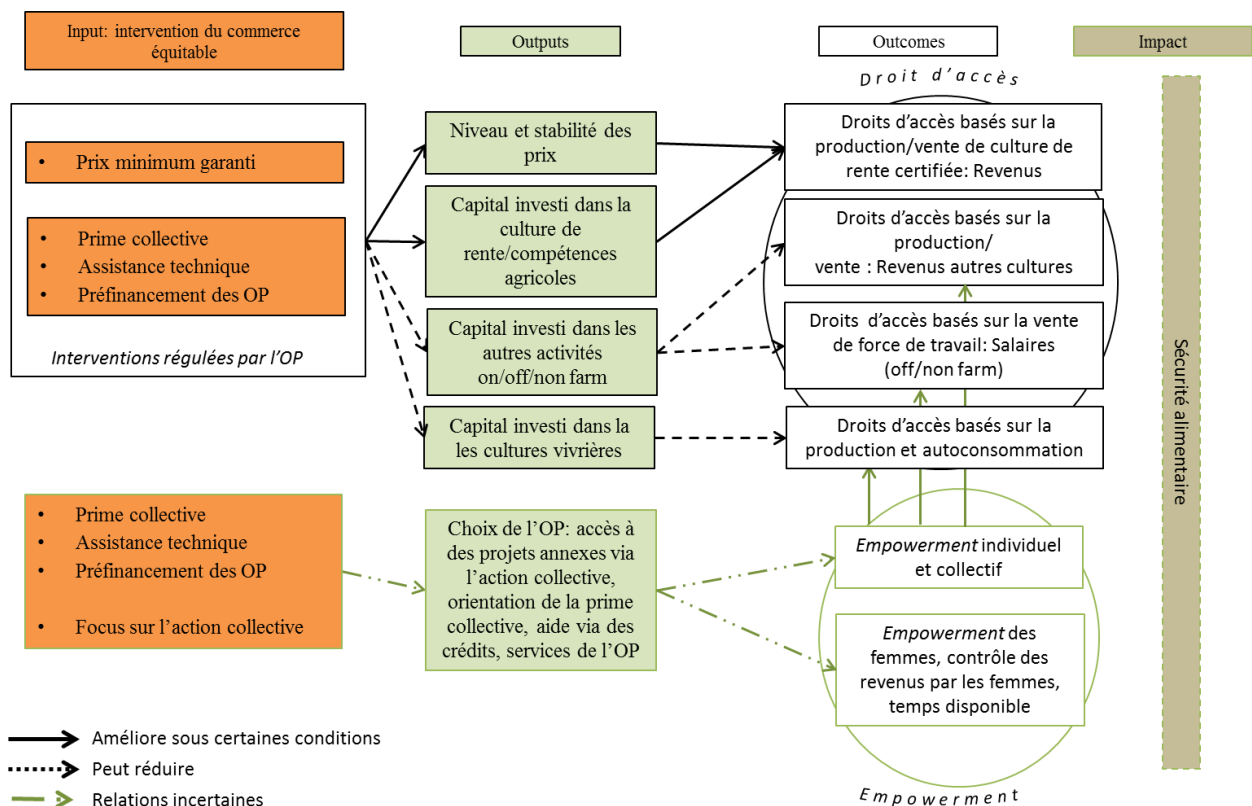 Input: intervention du commerce
équitable
Outputs
Outcomes
Impact
Droit d'accès
• Prix minimum garanti
• Prime collective
• Assistance technique
• Préfinancement des OP
Interventions régulées par l'OP
Niveau et stabilité des
prix
Capital investi dans la
culture de
rente/compétences
agricoles
Capital investi dans les
autres activités
on/off/non farm
Capital investi dans la
les cultures vivrières
Droits d'accès basés sur la
production/vente de culture de
rente certifiée: Revenus
Droits d'accès basés sur la
production/
vente : Revenus autres cultures
Droits d'accès basés sur la vente
de force de travail: Salaires
(off/non farm)
Droits d'accès basés sur la
production et autoconsommation
Sécurité alimentaire
• Prime collective
• Assistance technique
• Préfinancement des OP
• Focus sur l'action collective
Choix de l'OP: accès à
des projets annexes via
l'action collective,
orientation de la prime
collective, aide via des
crédits, services de l'OP
Empowerment individuel
et collectif
Empowerment des
femmes, contrôle des
revenus par les femmes,
temps disponible
Empowerment
Améliore sous certaines conditions
Peut réduire
Relations incertaines